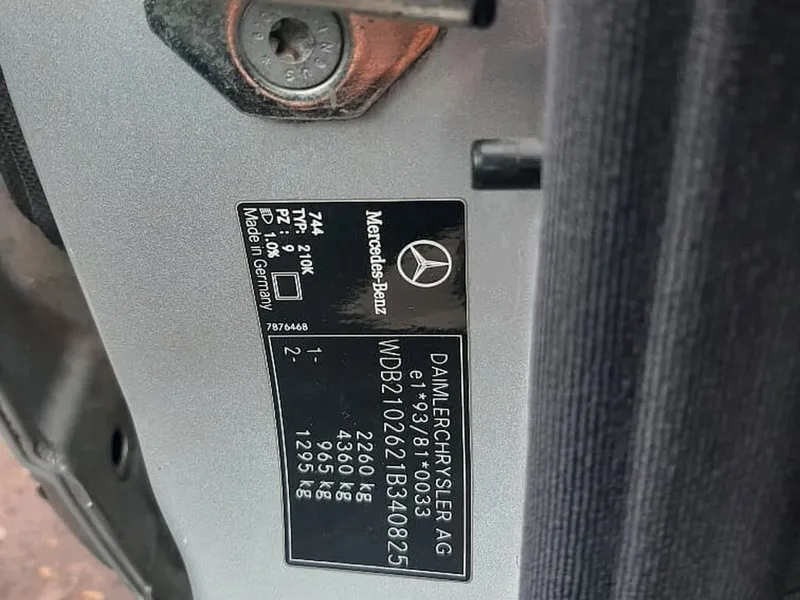 Mercedes-Benz
744
TYP: 210K
PZ : 9
1.0%
Made in Germany
7876468
DAIMLERCHRYSLER AG
e1*93/81*0033
WDB2102621B340825
2260 kg
4360 kg
1- 965 kg
2- 1295 kg